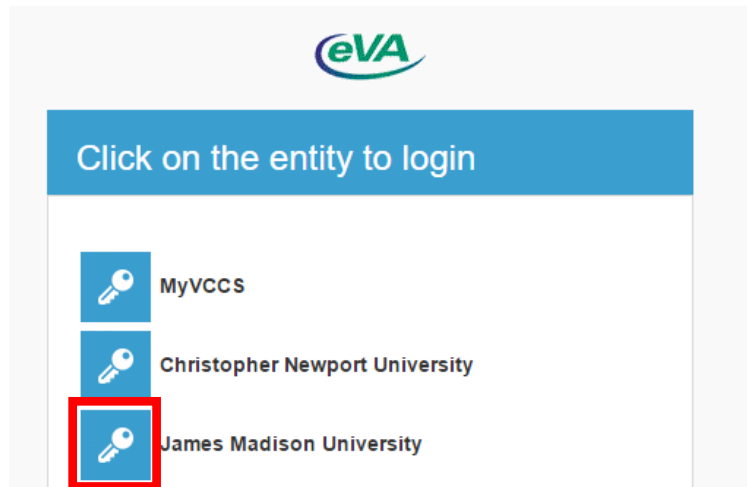 eVA
Click on the entity to login
MyVCCS
Christopher Newport University
James Madison University